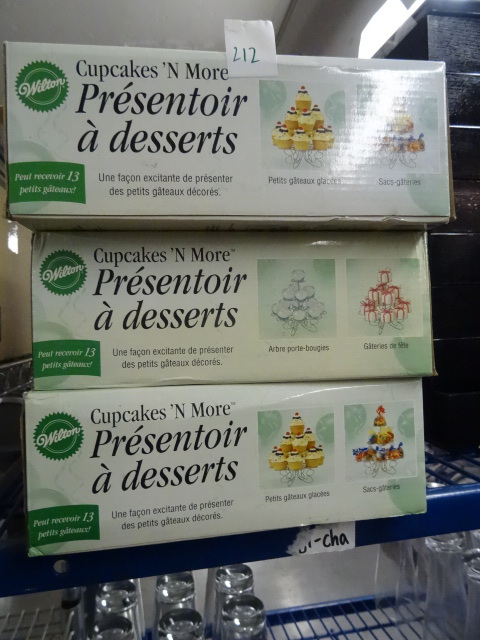 212
Wilton
Cupcakes 'N More
Présentoir
à desserts
Peut recevoir 13
petits gâteaux!
Une façon excitante de présenter
des petits gâteaux décorés.
Petits gâteaux glacés
Sacs-gâteries
Wilton
Cupcakes 'N More™
Présentoir
à desserts
Peut recevoir 13
petits gâteaux!
Une façon excitante de présenter
des petits gâteaux décorés.
Arbre porte-bougies
Gâteries de fête
Wilton
Cupcakes 'N More™
Présentoir
à desserts
Peut recevoir 13
petits gâteaux!
Une façon excitante de présenter
des petits gâteaux décorés.
Petits gâteaux glacés
Sacs-gâteries
-cha